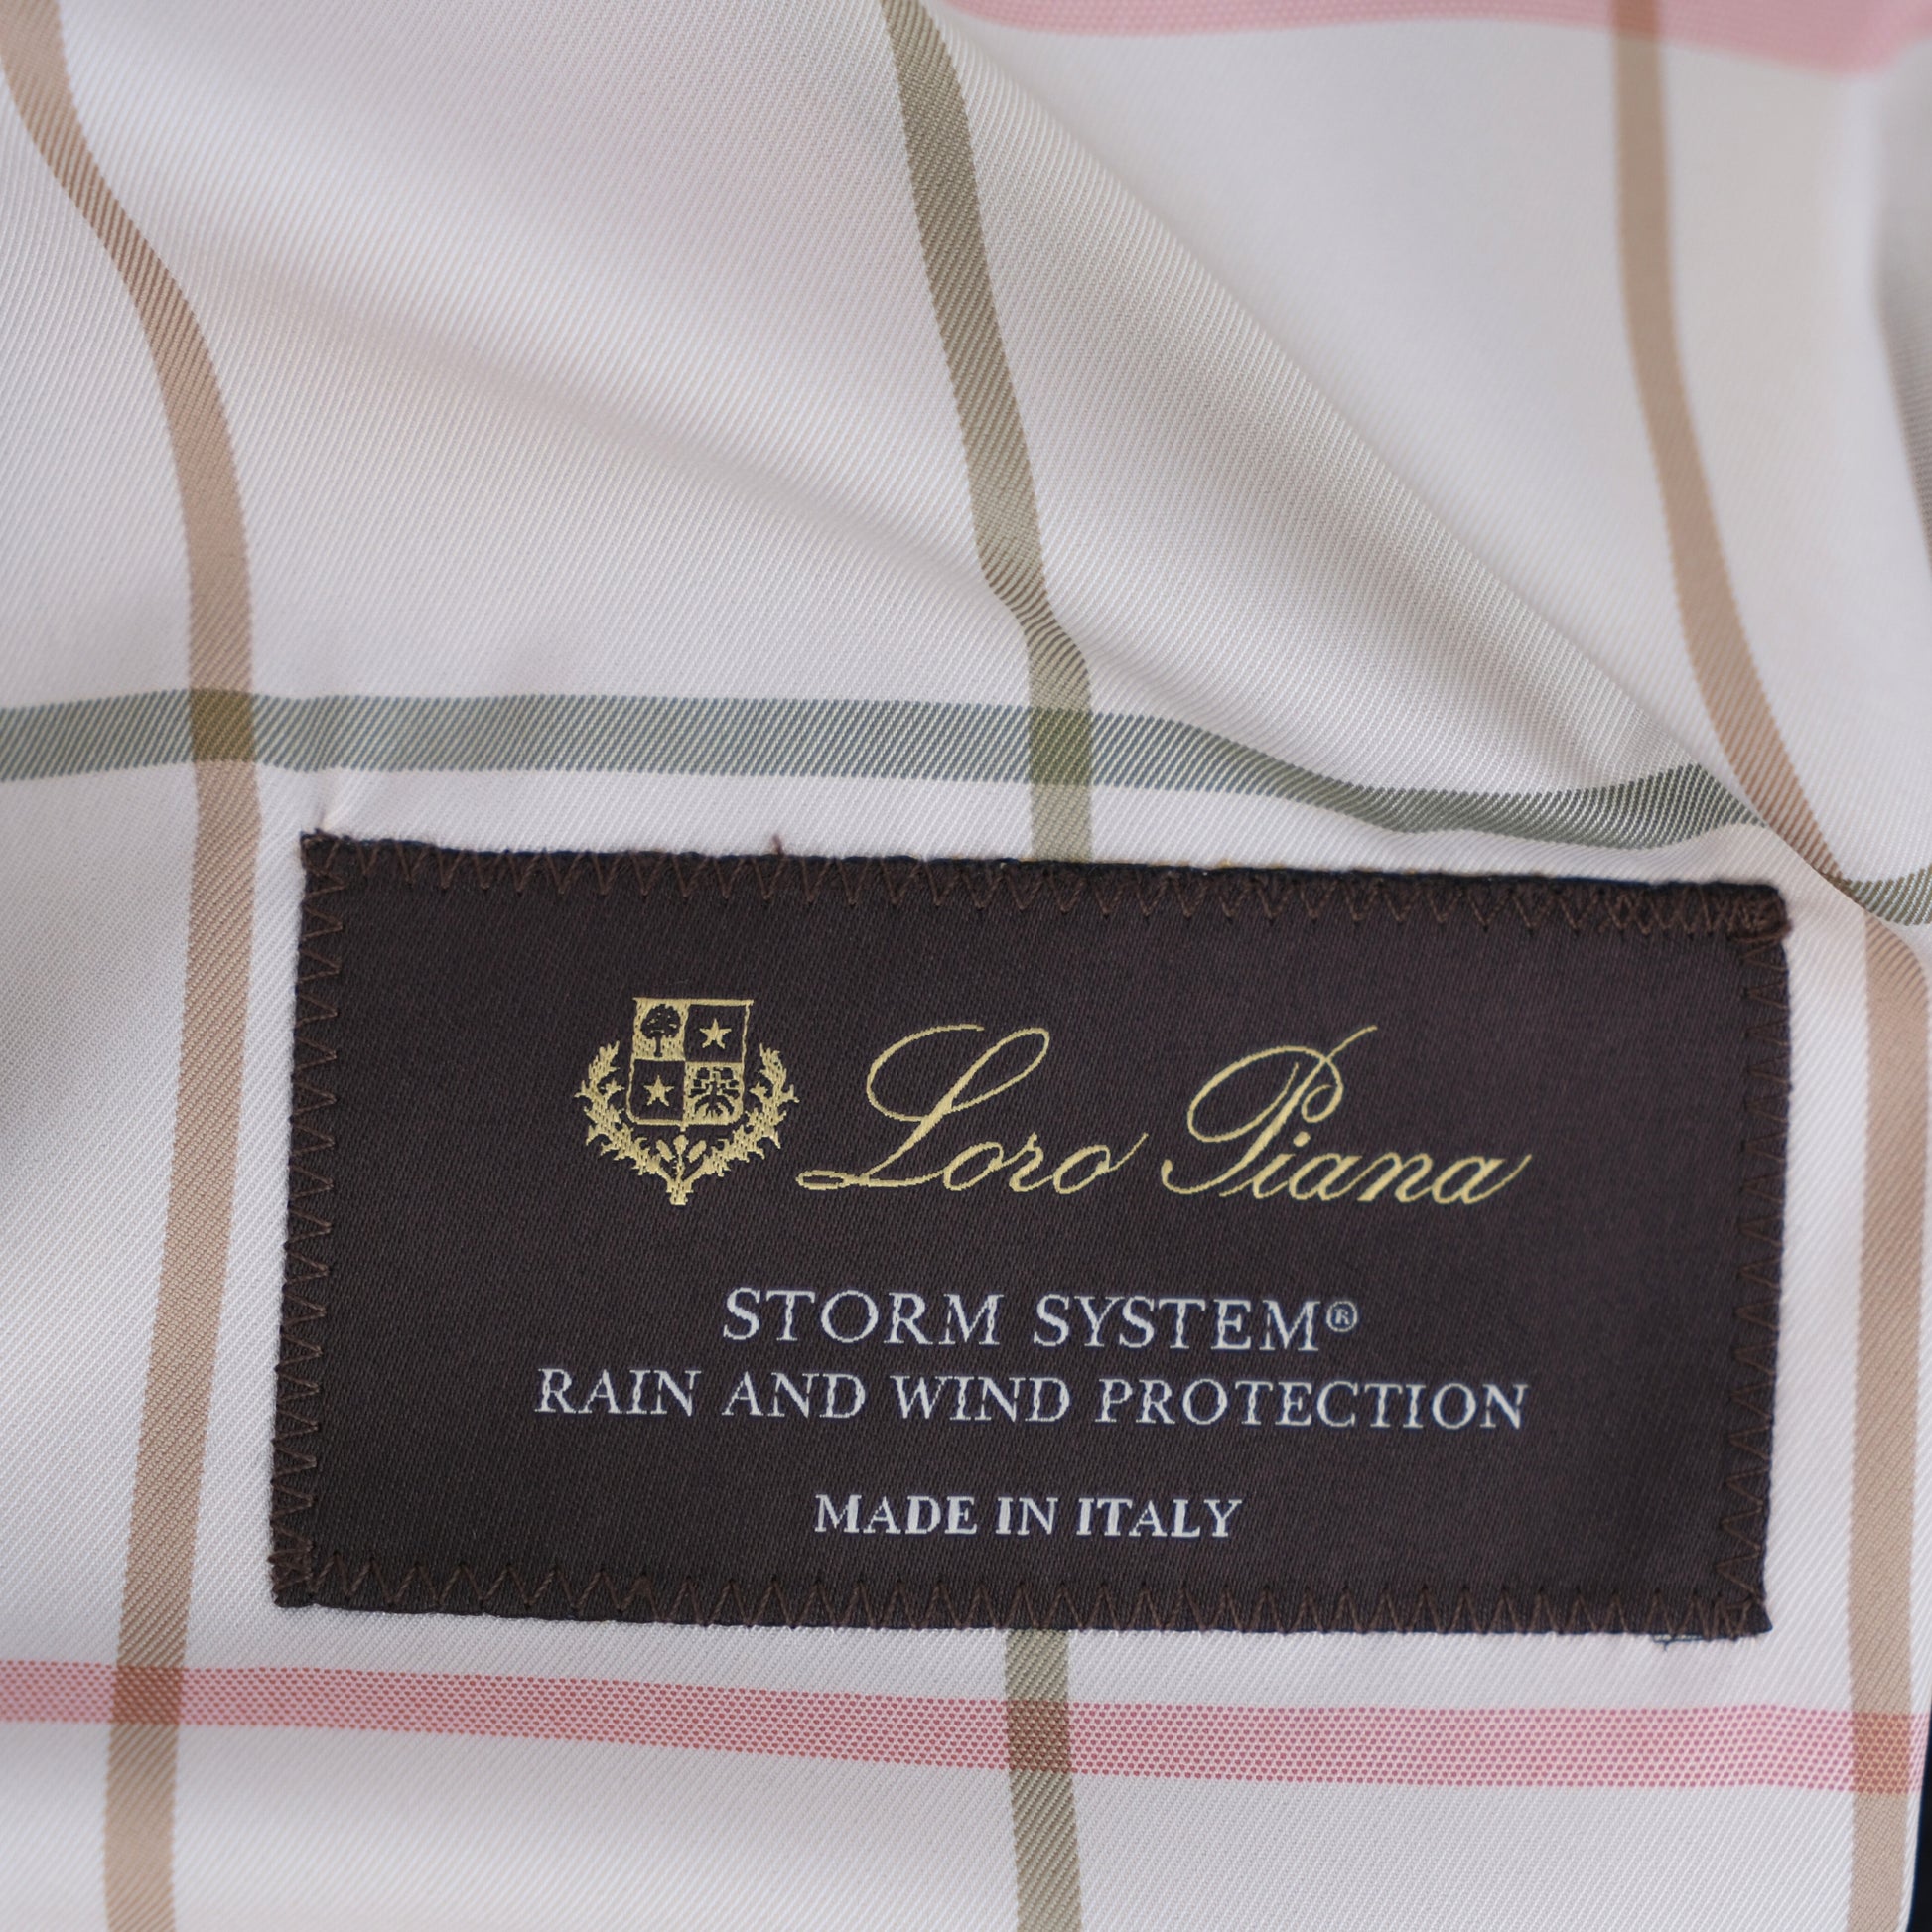 Loro Piana
STORM SYSTEM®
RAIN AND WIND PROTECTION
MADE IN ITALY